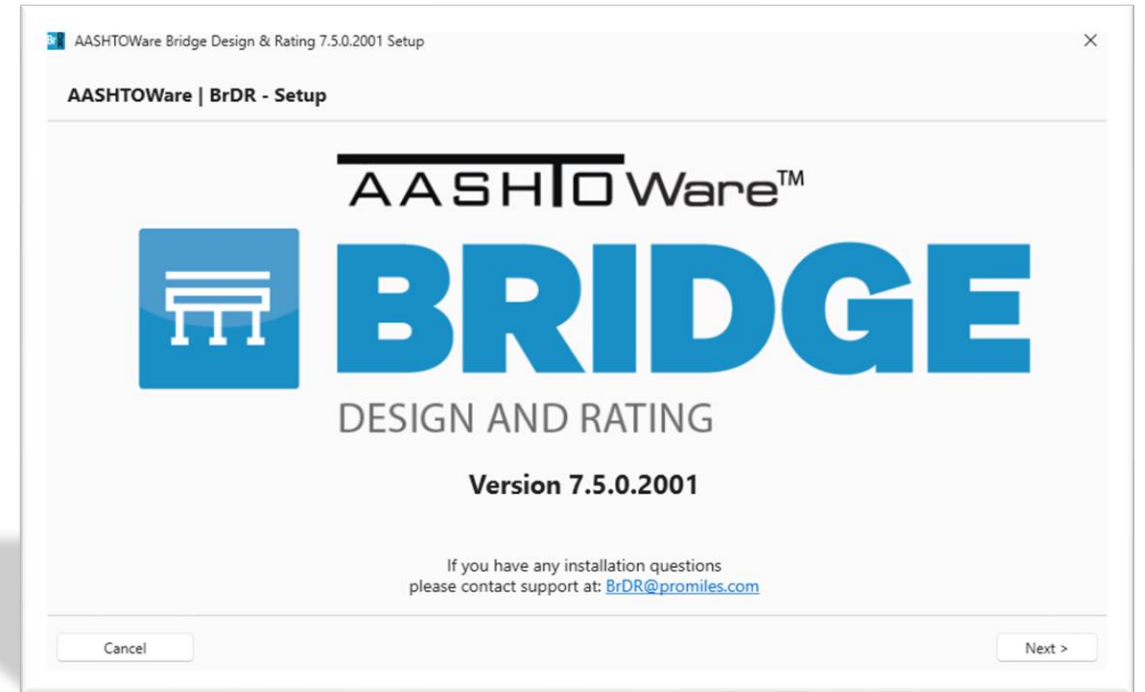 AASHTOWare Bridge Design & Rating 7.5.0.2001 Setup
AASHTOWare | BrDR - Setup
AASHTOWare™
BRIDGE
DESIGN AND RATING
Version 7.5.0.2001
If you have any installation questions
please contact support at: BrDR@promiles.com
Cancel
Next >